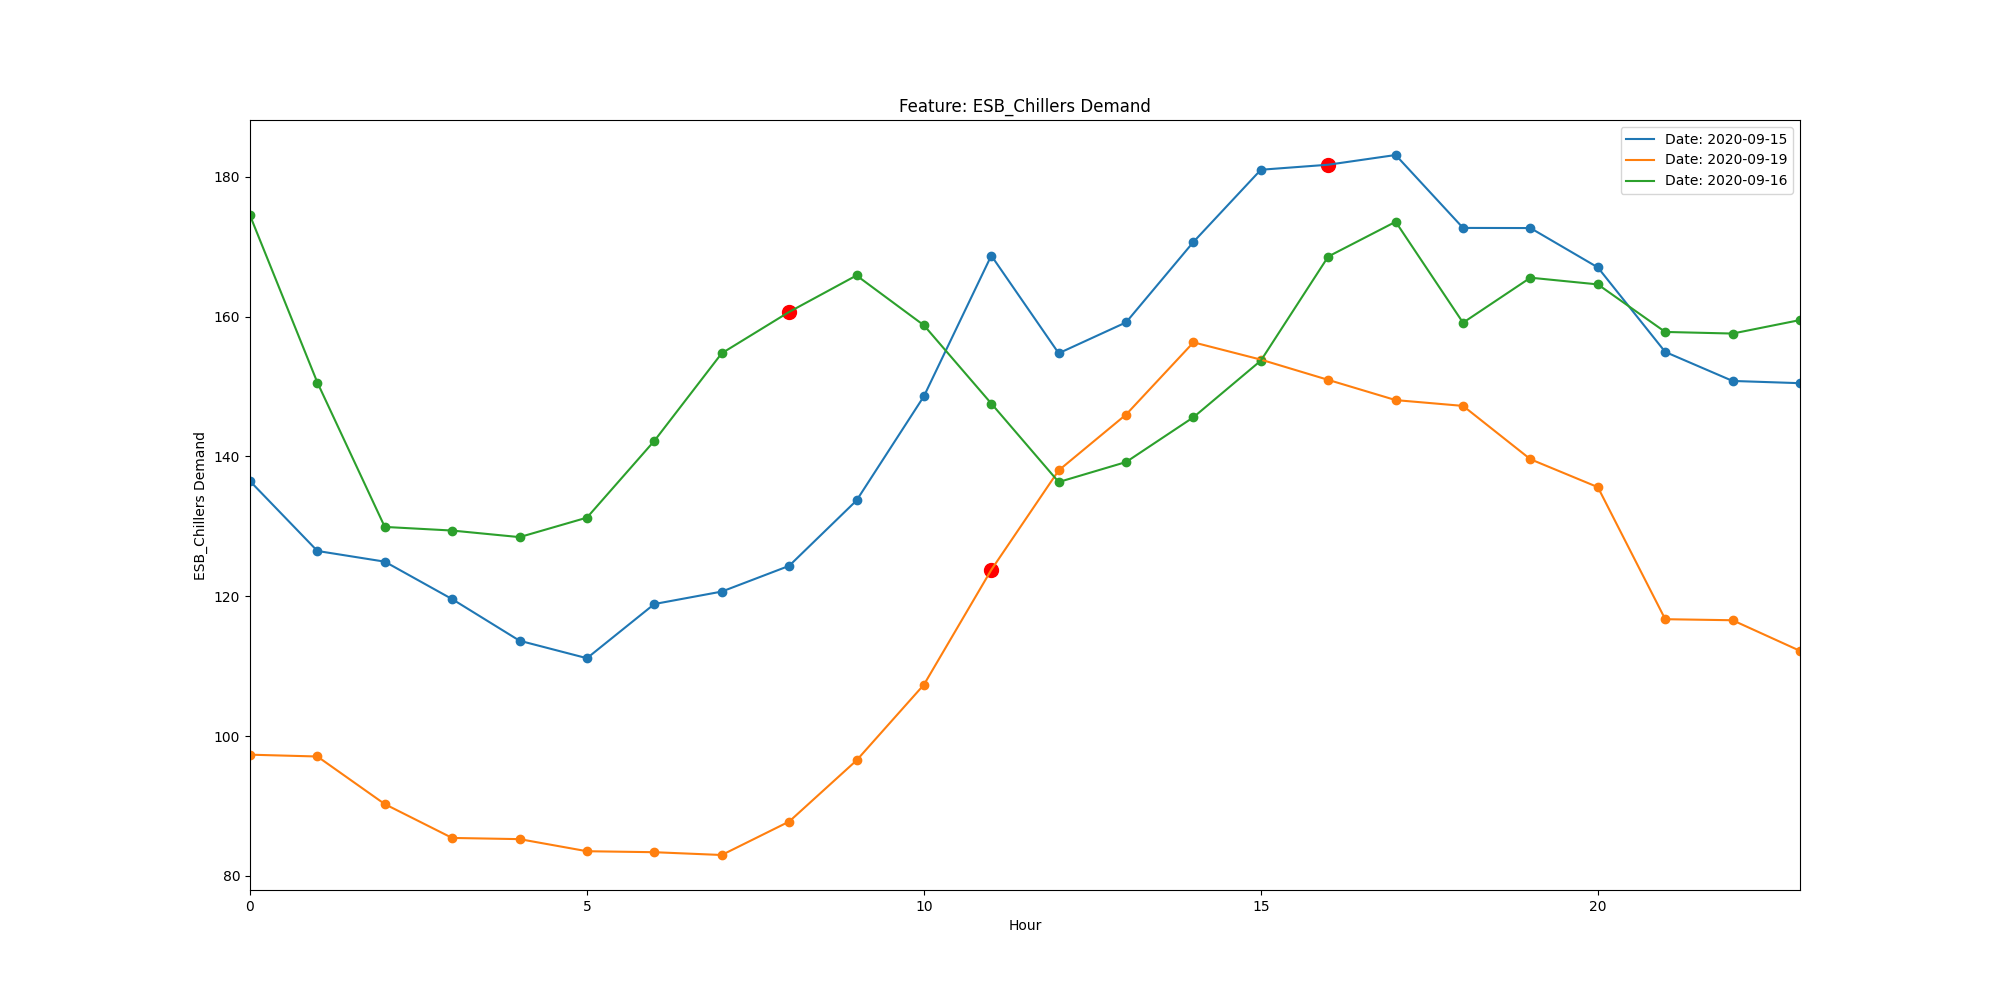 Feature: ESB_Chillers Demand
Date: 2020-09-15
Date: 2020-09-19
Date: 2020-09-16
ESB_Chillers Demand
180
160
140
120
100
80
0 5 10 15 20
Hour